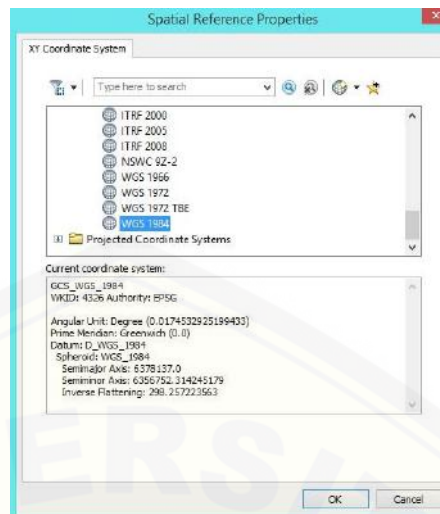 Spatial Reference Properties
XY Coordinate System
Type here to search
ITRF 2000
ITRF 2005
ITRF 2008
NSWC 9Z-2
WGS 1966
WGS 1972
WGS 1972 TBE
WGS 1984
Projected Coordinate Systems
Current coordinate system:
GCS_WGS_1984
WKID: 4326 Authority: EPSG
Angular Unit: Degree (0.0174532925199433)
Prime Meridian: Greenwich (0.0)
Datum: D_WGS_1984
Spheroid: WGS_1984
Semimajor Axis: 6378137.0
Semiminor Axis: 6356752.314245179
Inverse Flattening: 298.257223563
OK
Cancel